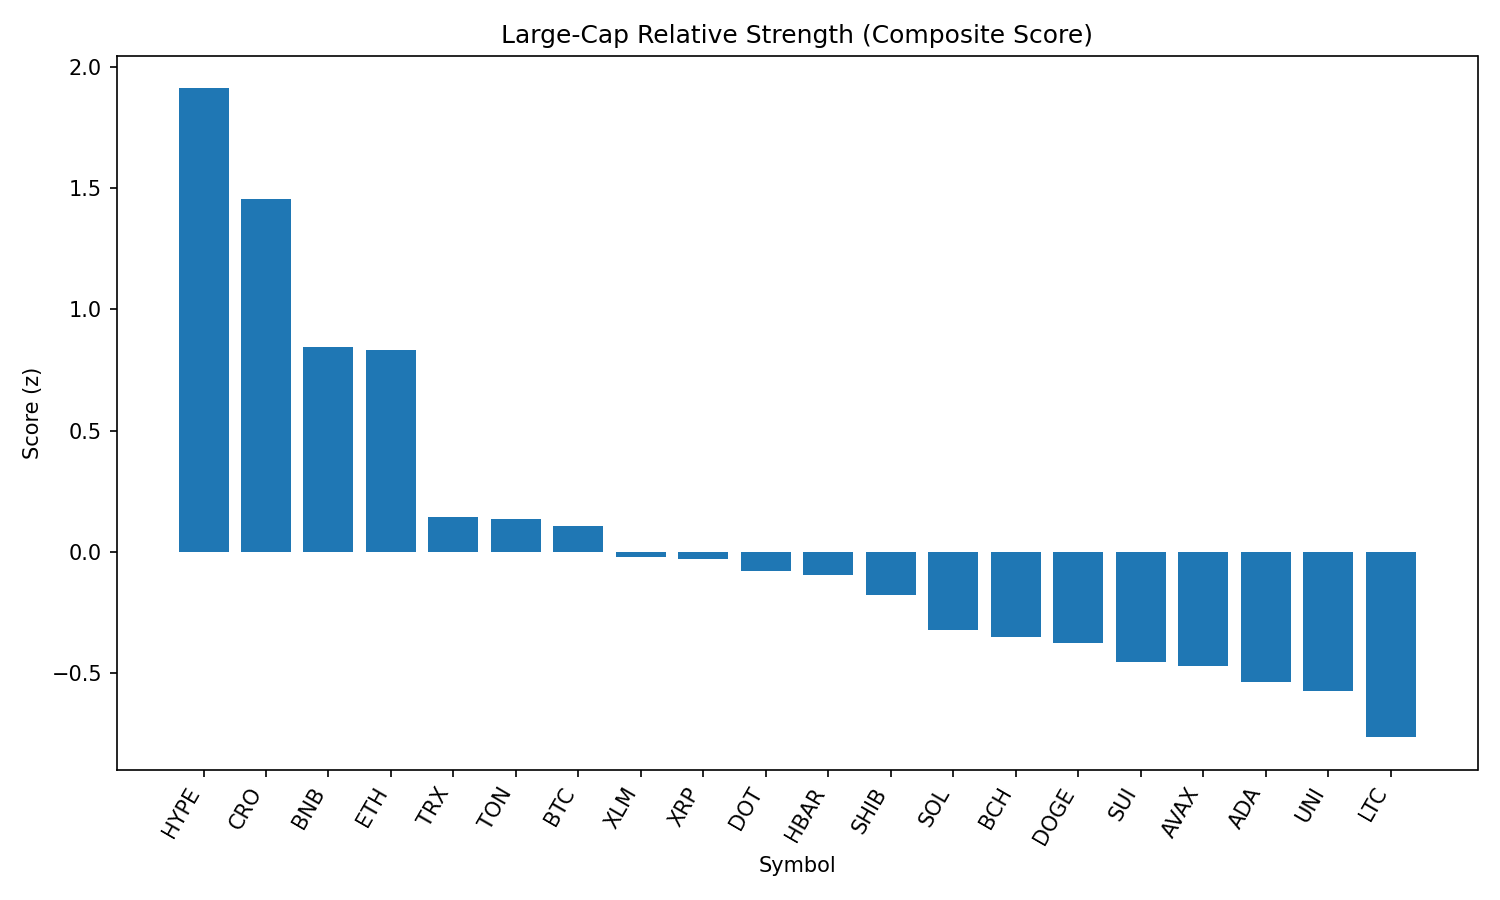 Large-Cap Relative Strength (Composite Score)
2.0
1.5
1.0
0.5
0.0
−0.5
Score (z)
HYPE
CRO
BNB
ETH
TRX
TON
BTC
XLM
XRP
DOT
HBAR
SHIB
SOL
BCH
DOGE
SUI
AVAX
ADA
UNI
LTC
Symbol